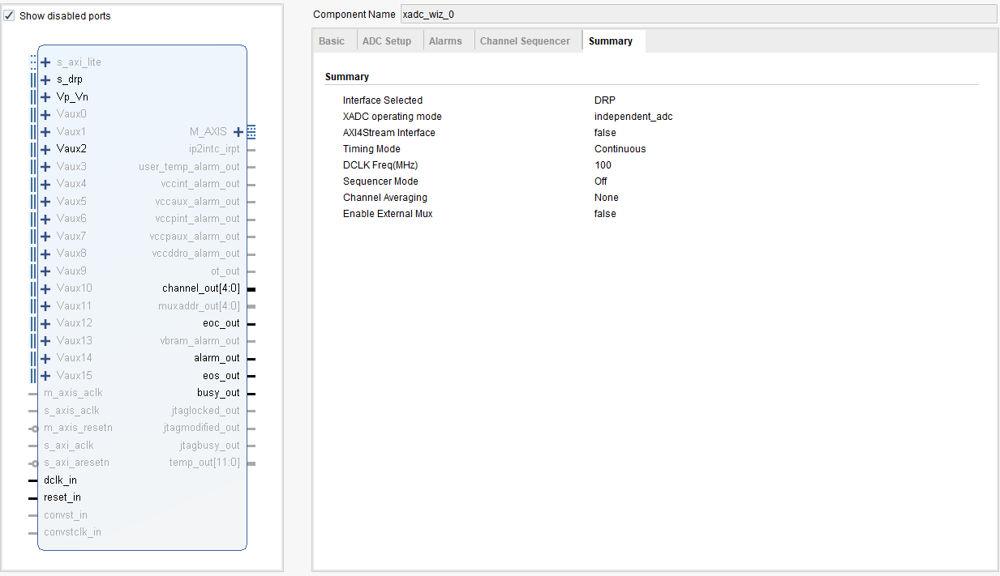 Show disabled ports
s_axi_lite
s_drp
Vp_Vn
Vaux0
Vaux1
Vaux2
Vaux3
Vaux4
Vaux5
Vaux6
Vaux7
Vaux8
Vaux9
Vaux10
Vaux11
Vaux12
Vaux13
Vaux14
Vaux15
m_axis_aclk
s_axis_aclk
m_axis_resetn
s_axi_aclk
s_axi_aresetn
dclk_in
reset_in
convst_in
convstclk_in
M_AXIS
ip2intc_irpt
user_temp_alarm_out
vccint_alarm_out
vccaux_alarm_out
vccpint_alarm_out
vccpaux_alarm_out
vccddro_alarm_out
ot_out
channel_out[4:0]
muxaddr_out[4:0]
eoc_out
vbram_alarm_out
alarm_out
eos_out
busy_out
jtaglocked_out
jtagmodified_out
jtagbusy_out
temp_out[11:0]
Component Name xadc_wiz_0
Basic ADC Setup Alarms Channel Sequencer Summary
Summary
Interface Selected DRP
XADC operating mode independent_adc
AXI4Stream Interface false
Timing Mode Continuous
DCLK Freq(MHz) 100
Sequencer Mode Off
Channel Averaging None
Enable External Mux false